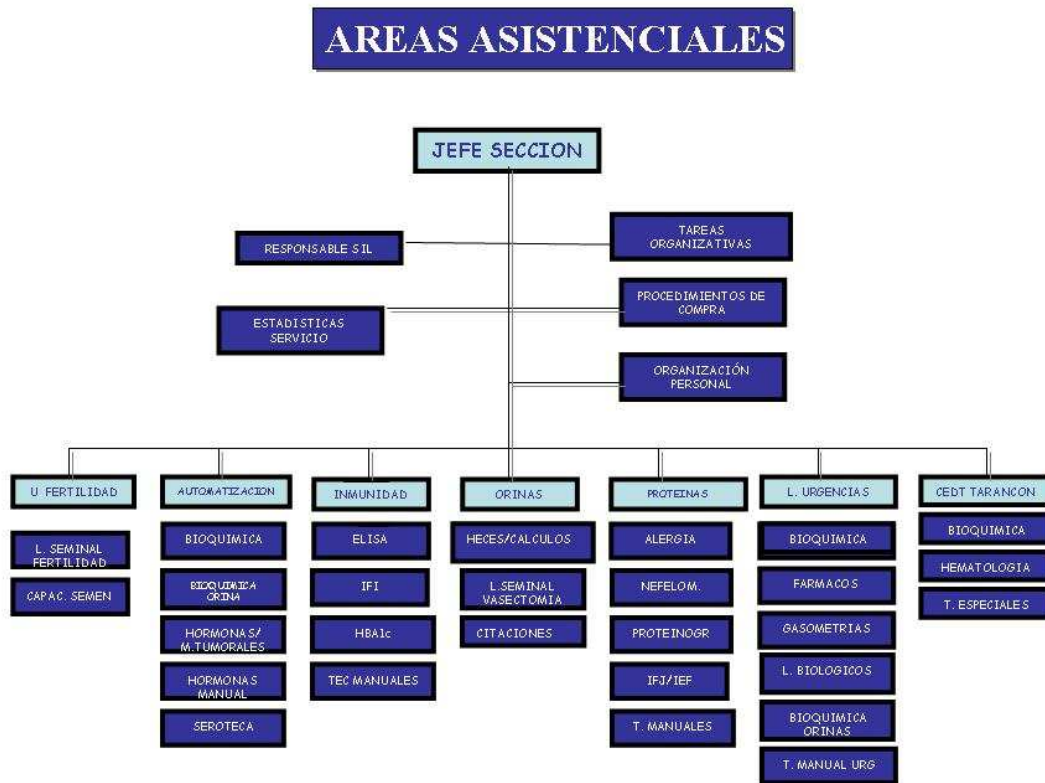 AREAS ASISTENCIALES
JEFE SECCION
RESPONSABLE SIL
TAREAS
ORGANIZATIVAS
ESTADISTICAS
SERVICIO
PROCEDIMIENTOS DE
COMPRA
ORGANIZACIÓN
PERSONAL
U FERTILIDAD
L. SEMINAL
FERTILIDAD
CAPAC. SEMEN
AUTOMATIZACION
BIOQUIMICA
BIOQUIMICA
ORINA
HORMONAS/
M.TUMORALES
HORMONAS
MANUAL
SEROTECA
INMUNIDAD
ELISA
IFI
HBA1c
TEC MANUALES
ORINAS
HECES/CALCULOS
L.SEMINAL
VASECTOMIA
CITACIONES
PROTEINAS
ALERGIA
NEFELOM.
PROTEINOGR
IFJ/IEF
T. MANUALES
L. URGENCIAS
BIOQUIMICA
FARMACOS
GASOMETRIAS
L. BIOLOGICOS
BIOQUIMICA
ORINAS
T. MANUAL URG
CEDT TARANCON
BIOQUIMICA
HEMATOLOGIA
T. ESPECIALES